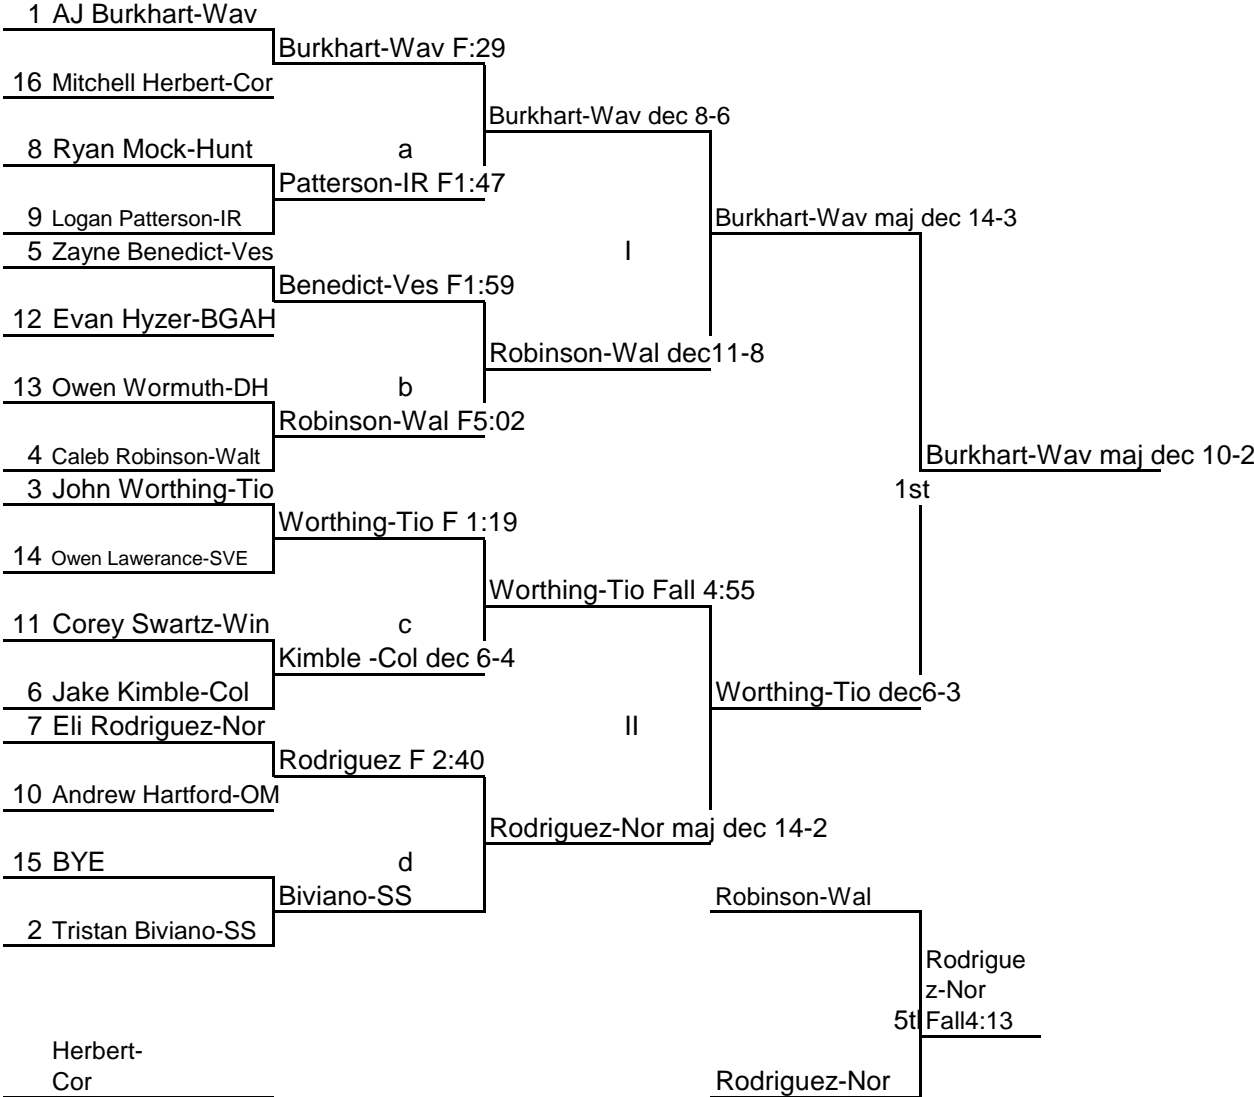 1 AJ Burkhart-Wav
Burkhart-Wav F:29
16 Mitchell Herbert-Cor
Burkhart-Wav dec 8-6
8 Ryan Mock-Hunt
a
Patterson-IR F1:47
9 Logan Patterson-IR
Burkhart-Wav maj dec 14-3
5 Zayne Benedict-Ves
I
Benedict-Ves F1:59
12 Evan Hyzer-BGAH
Robinson-Wal dec11-8
13 Owen Wormuth-DH
b
Robinson-Wal F5:02
4 Caleb Robinson-Walt
Burkhart-Wav maj dec 10-2
3 John Worthing-Tio
1st
Worthing-Tio F 1:19
14 Owen Lawerance-SVE
Worthing-Tio Fall 4:55
11 Corey Swartz-Win
c
Kimble -Col dec 6-4
6 Jake Kimble-Col
Worthing-Tio dec6-3
7 Eli Rodriguez-Nor
II
Rodriguez F 2:40
10 Andrew Hartford-OM
Rodriguez-Nor maj dec 14-2
15 BYE
d
Biviano-SS
Robinson-Wal
2 Tristan Biviano-SS
Rodrigue
z-Nor
Fall4:13
Herbert-
Cor
Rodriguez-Nor